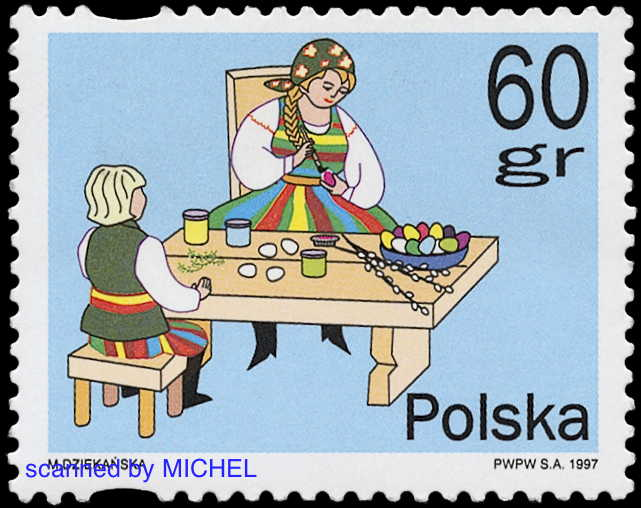 60
gr
Polska
M.DZIEKAŃSKA
scanned by MICHEL
PWPW S.A. 1997